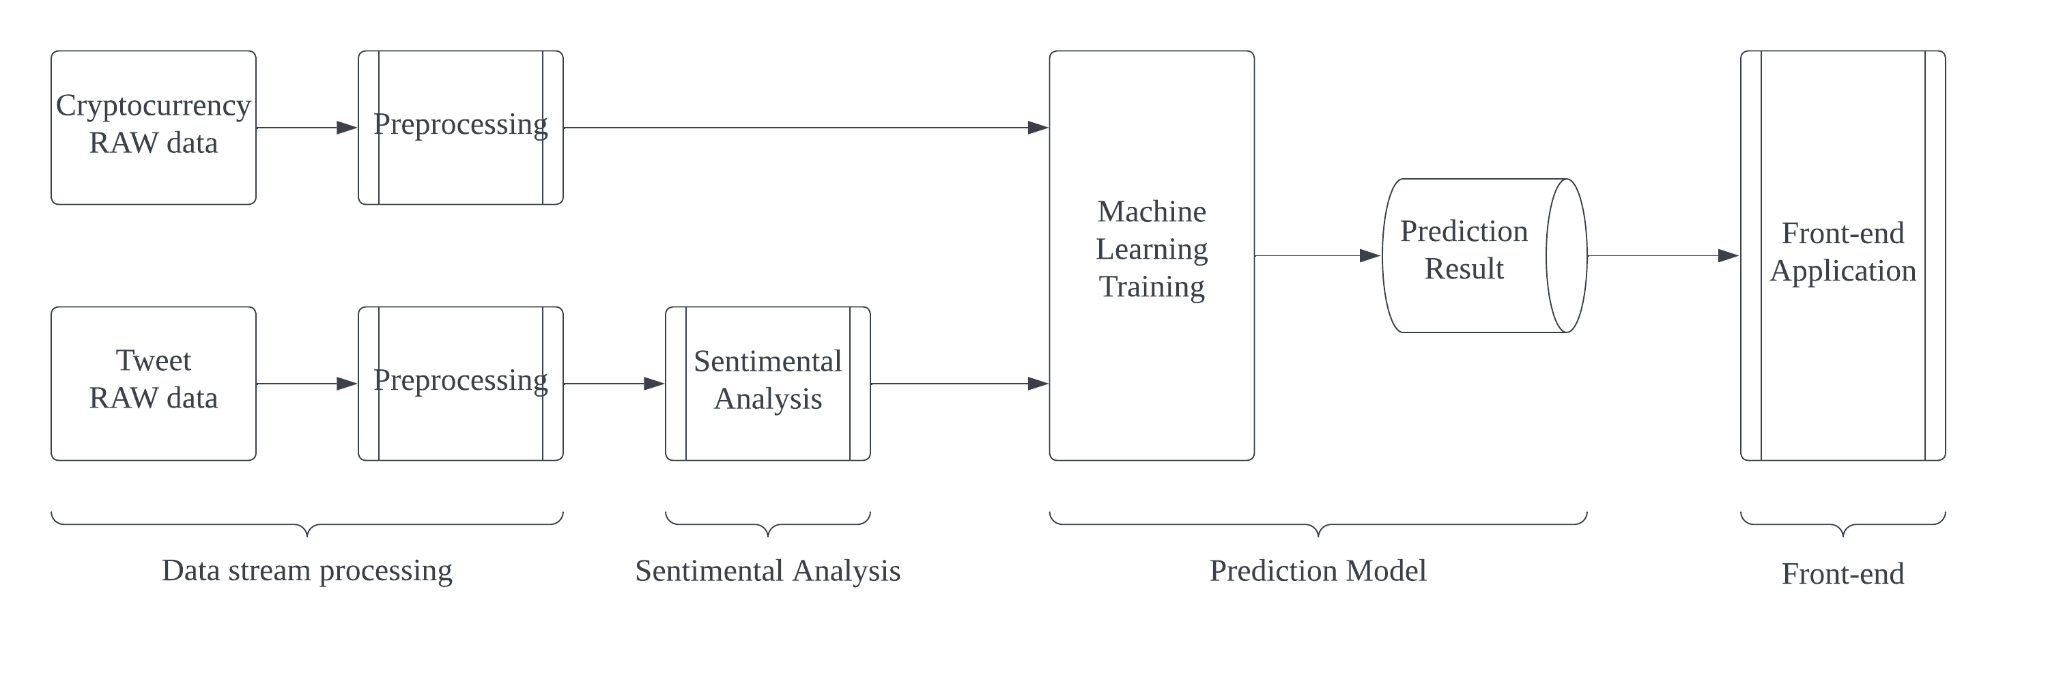 Cryptocurrency
RAW data
Preprocessing
Machine
Learning
Training
Prediction
Result
Front-end
Application
Tweet
RAW data
Preprocessing
Sentimental
Analysis
Data stream processing
Sentimental Analysis
Prediction Model
Front-end